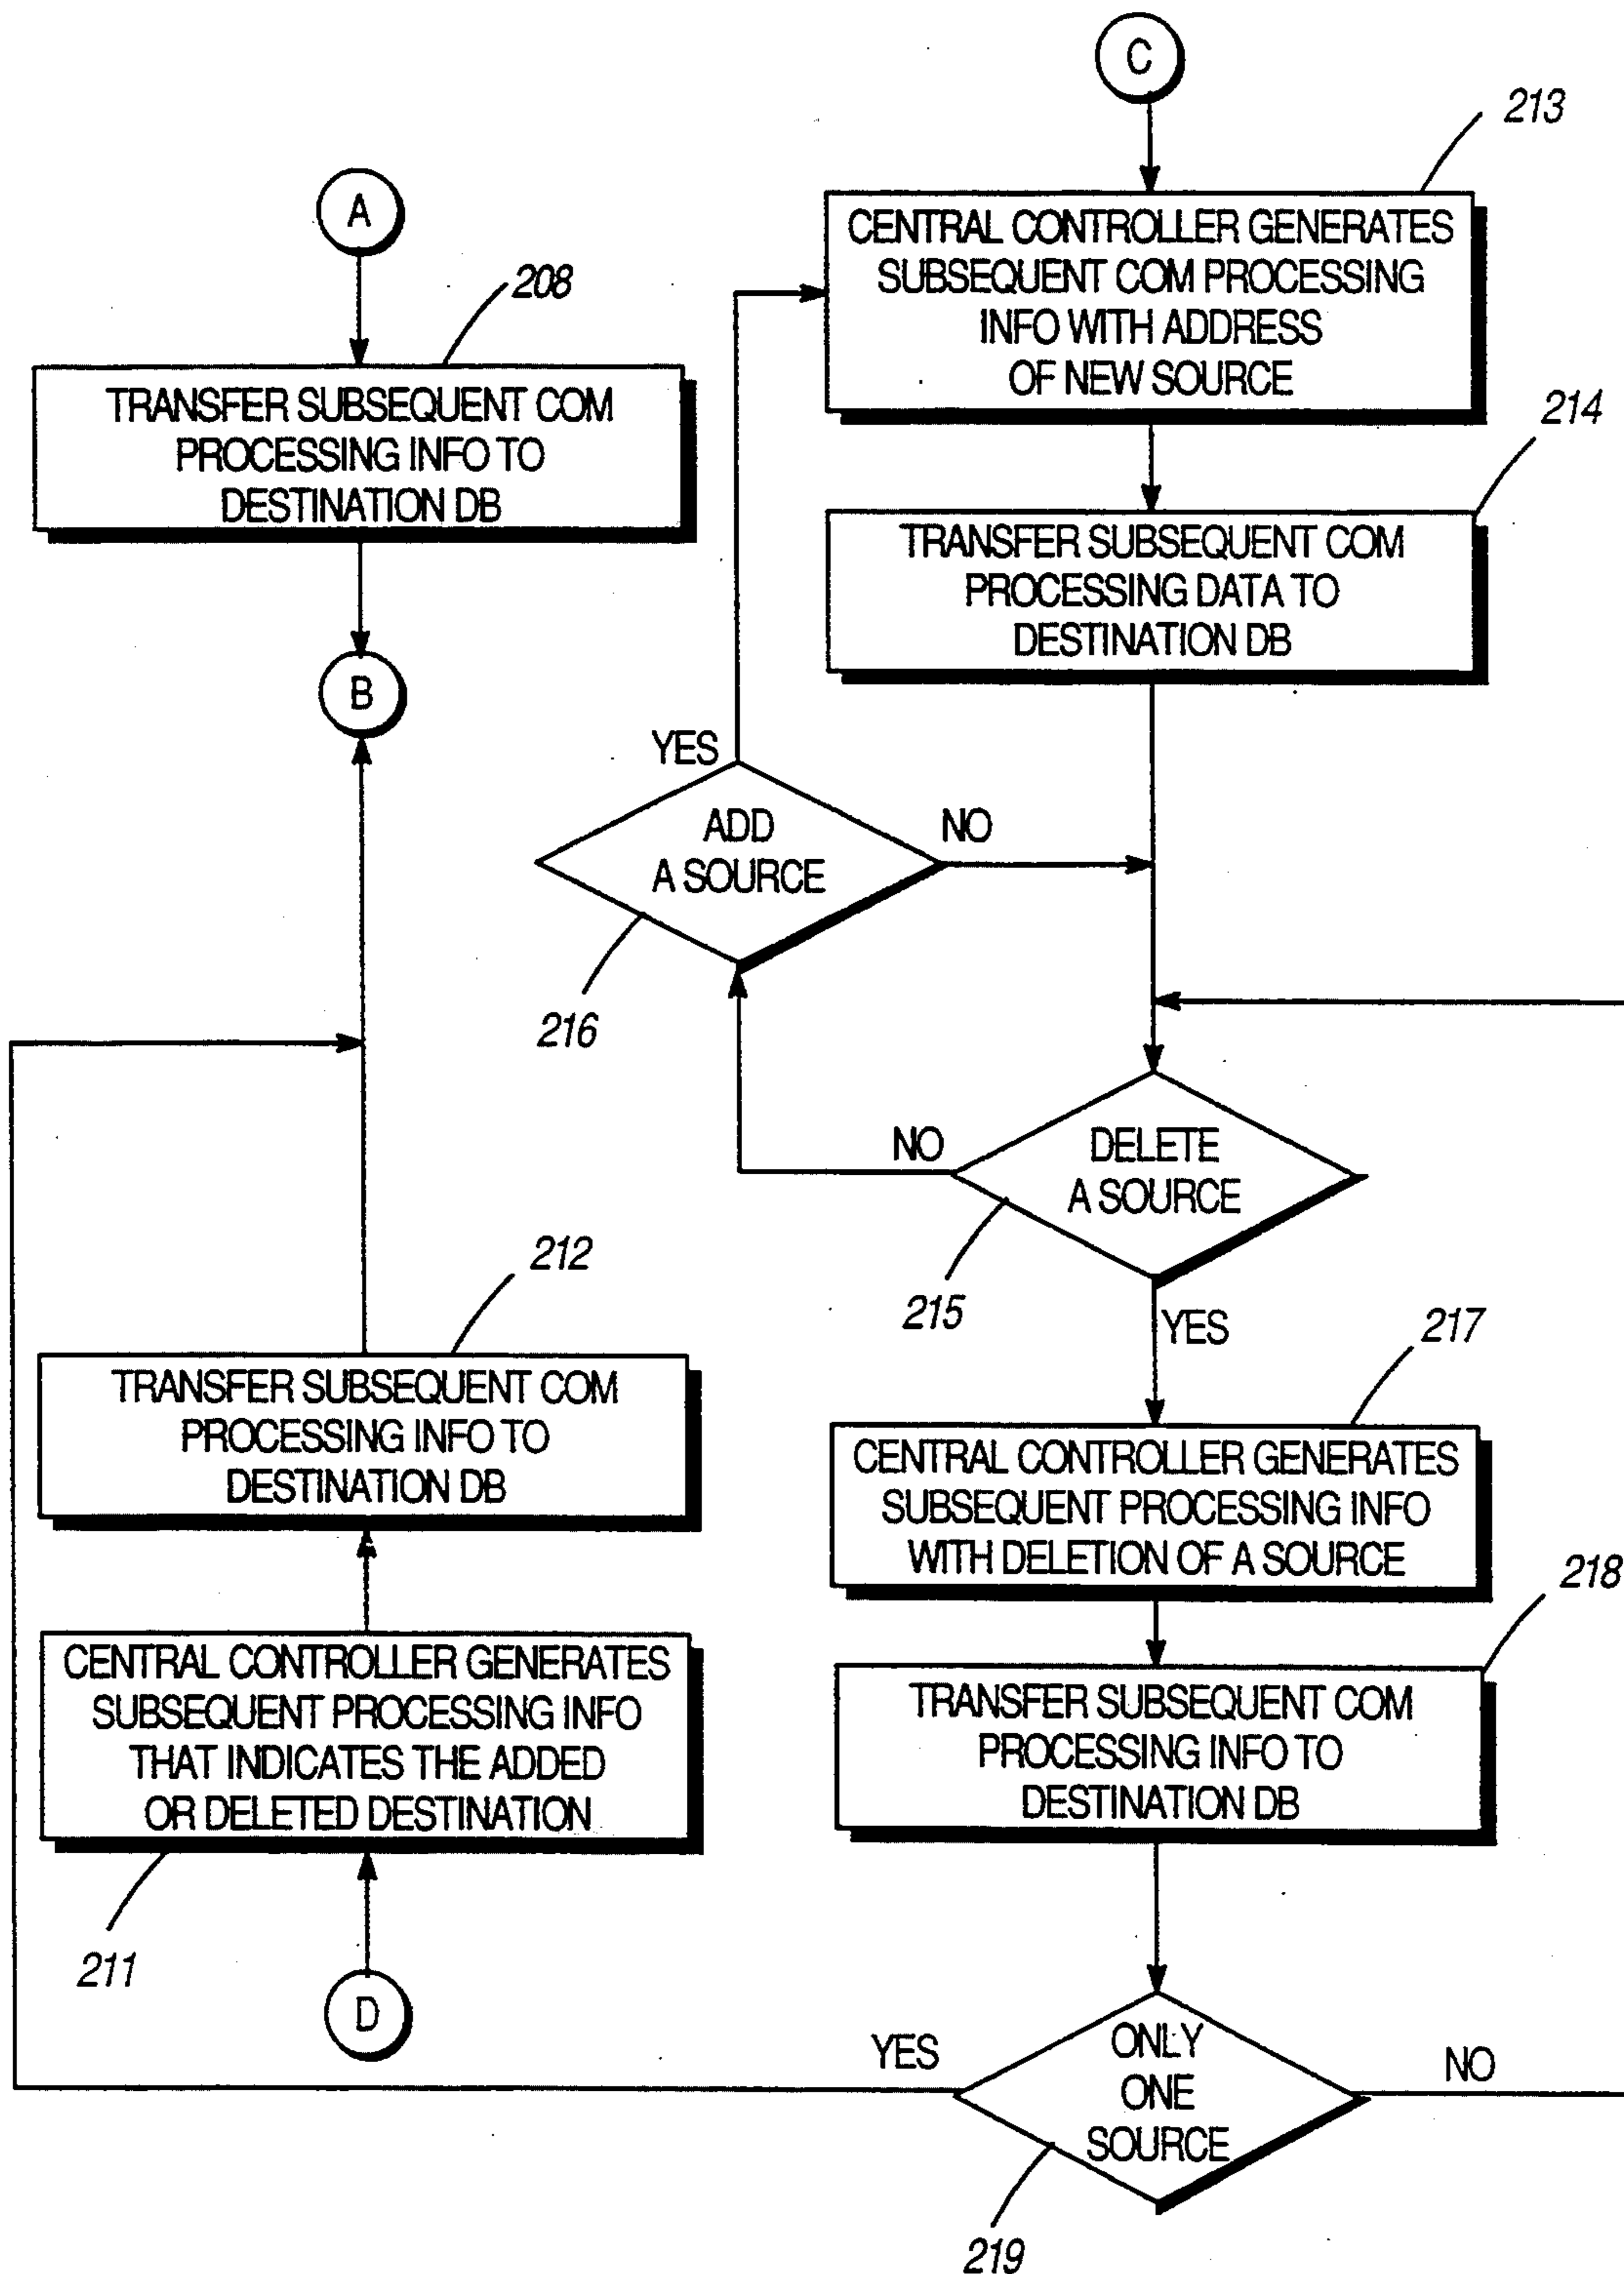 C
213
CENTRAL CONTROLLER GENERATES
SUBSEQUENT COM PROCESSING
INFO WITH ADDRESS
OF NEW SOURCE
A
208
TRANSFER SUBSEQUENT COM
PROCESSING INFO TO
DESTINATION DB
214
TRANSFER SUBSEQUENT COM
PROCESSING DATA TO
DESTINATION DB
B
YES
ADD
A SOURCE
NO
216
NO
DELETE
A SOURCE
215
YES
212
TRANSFER SUBSEQUENT COM
PROCESSING INFO TO
DESTINATION DB
217
CENTRAL CONTROLLER GENERATES
SUBSEQUENT PROCESSING INFO
WITH DELETION OF A SOURCE
218
TRANSFER SUBSEQUENT COM
PROCESSING INFO TO
DESTINATION DB
CENTRAL CONTROLLER GENERATES
SUBSEQUENT PROCESSING INFO
THAT INDICATES THE ADDED
OR DELETED DESTINATION
211
D
YES
ONLY
ONE
SOURCE
NO
219